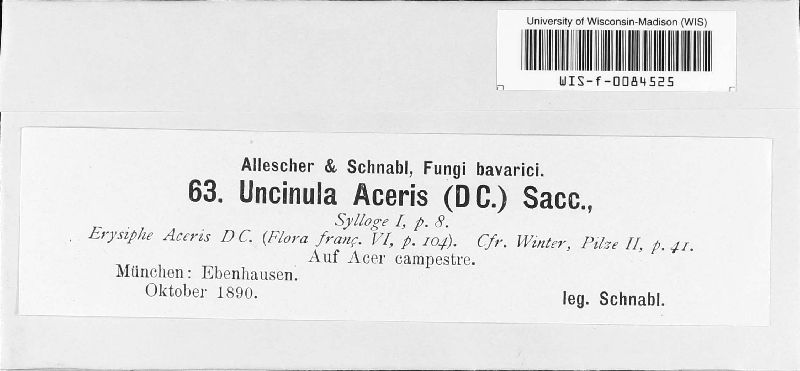 University of Wisconsin-Madison (WIS)
WIS-f-0084525
Allescher & Schnabl, Fungi bavarici.
63. Uncinula Aceris (DC.) Sacc.,
Sylloge I, p. 8.
Erysiphe Aceris DC. (Flora franç. VI, p. 104). Cfr. Winter, Pilze II, p. 41.
Auf Acer campestre.
München: Ebenhausen.
Oktober 1890.
leg. Schnabl.